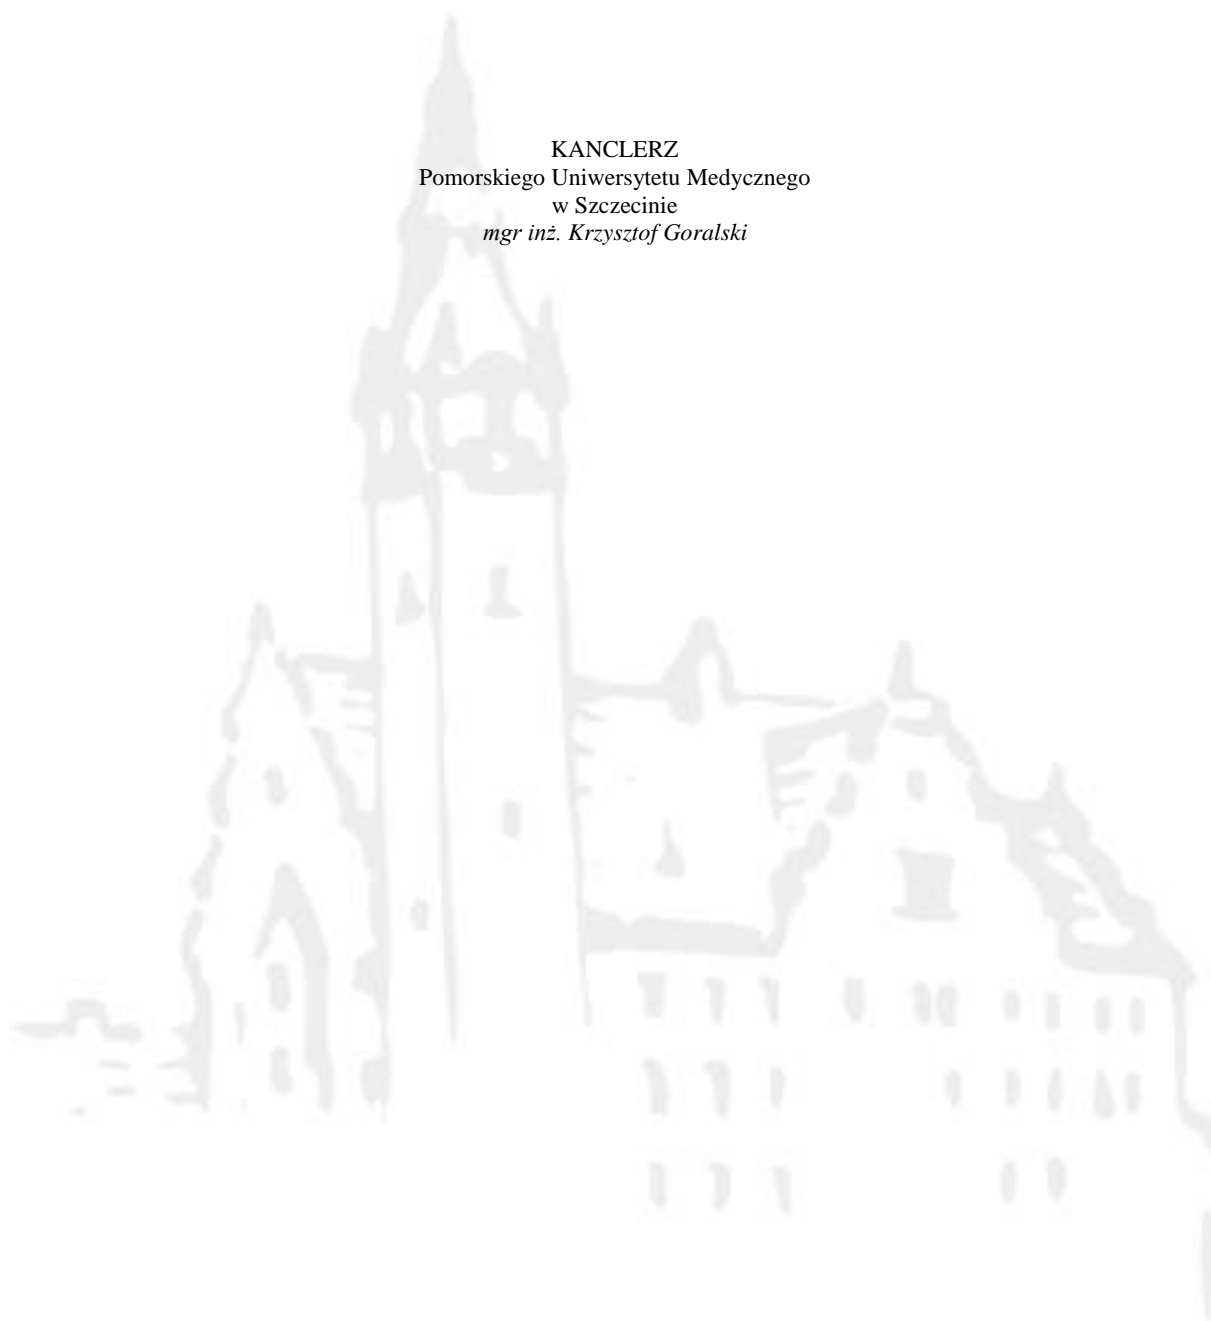 KANCLERZ
Pomorskiego Uniwersytetu Medycznego
w Szczecinie
mgr inż. Krzysztof Goralski